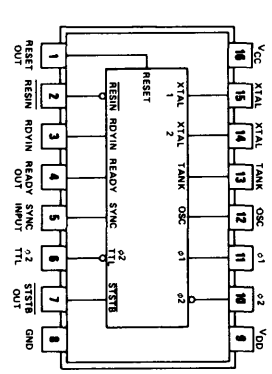 RESET
OUT
1
RESIN
2
RDYIN
3
READY
OUT
4
SYNC
INPUT
5
φ2
TTL
6
STSTB
OUT
7
GND
8
RESET
RESIN
RDYIN
READY
SYNC
φ2
TTL
STSTB
XTAL
1
XTAL
2
TANK
OSC
φ1
φ2
16
VCC
15
XTAL
14
XTAL
13
TANK
12
OSC
11
φ1
10
φ2
9
VDD